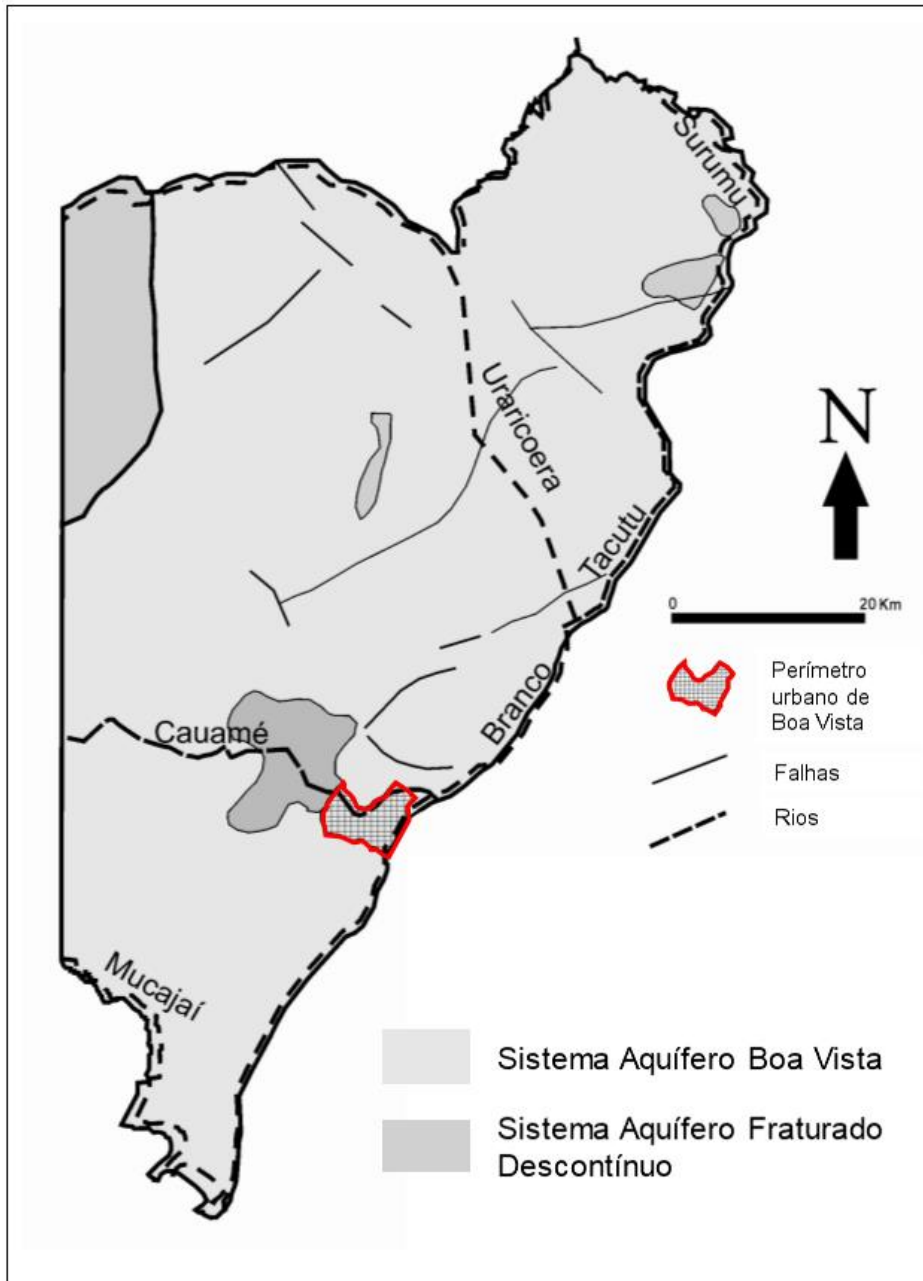 Surumu
N
Uraricoera
Tacutu
0 20 Km
Perímetro
urbano de
Boa Vista
Branco
Cauamé
Falhas
Rios
Mucajaí
Sistema Aquífero Boa Vista
Sistema Aquífero Fraturado
Descontínuo